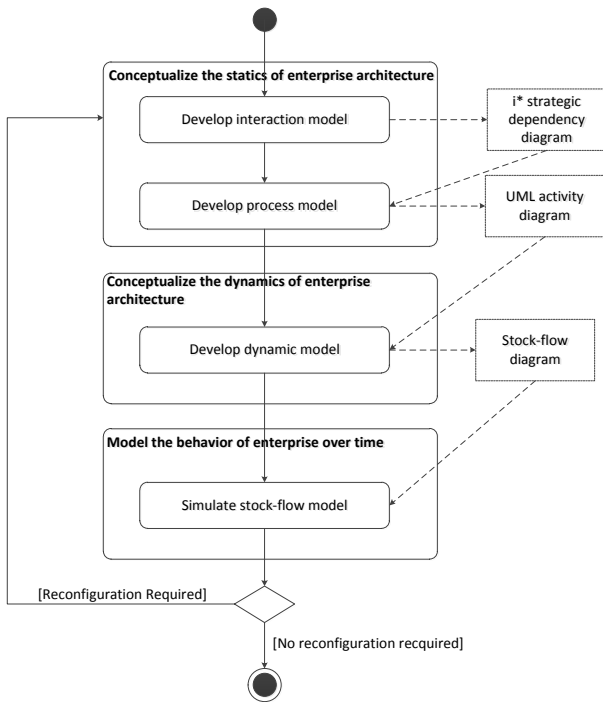 Conceptualize the statics of enterprise architecture
Develop interaction model
i* strategic
dependency
diagram
Develop process model
UML activity
diagram
Conceptualize the dynamics of enterprise
architecture
Develop dynamic model
Stock-flow
diagram
Model the behavior of enterprise over time
Simulate stock-flow model
[Reconfiguration Required]
[No reconfiguration recquired]